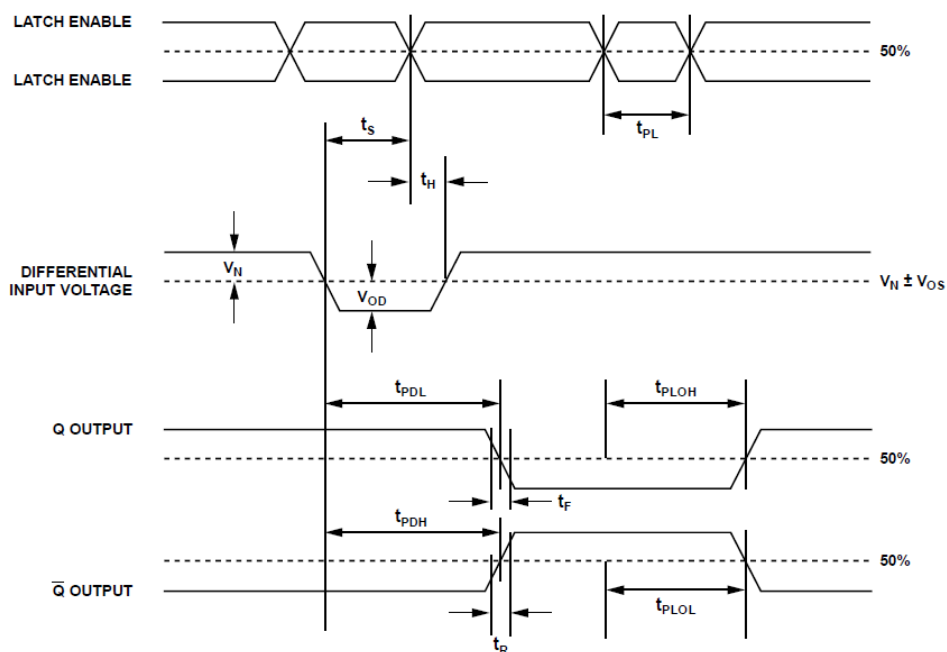 LATCH ENABLE
50%
LATCH ENABLE
tS
tPL
tH
VN
DIFFERENTIAL
INPUT VOLTAGE
VOD
VN ± VOS
tPDL
tPLOH
Q OUTPUT
50%
tF
tPDH
50%
Q̅ OUTPUT
tPLOL
tR